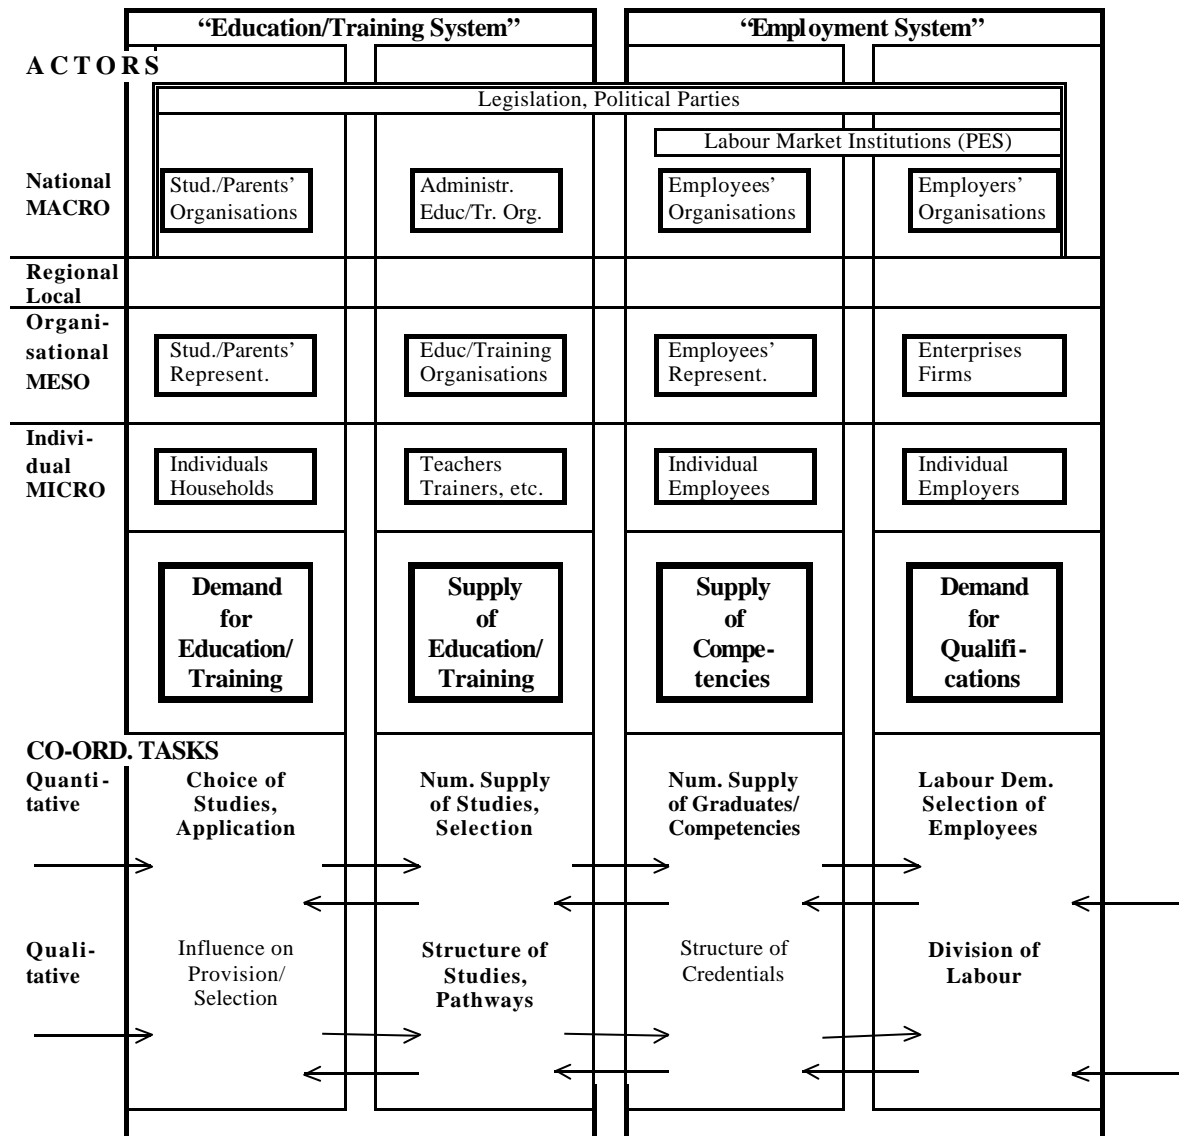 “Education/Training System”
“Employment System”
ACTORS
Legislation, Political Parties
Labour Market Institutions (PES)
National
MACRO
Stud./Parents’
Organisations
Administr.
Educ/Tr. Org.
Employees’
Organisations
Employers’
Organisations
Regional
Local
Organi-
sational
MESO
Stud./Parents’
Represent.
Educ/Training
Organisations
Employees’
Represent.
Enterprises
Firms
Indivi-
dual
MICRO
Individuals
Households
Teachers
Trainers, etc.
Individual
Employees
Individual
Employers
Demand
for
Education/
Training
Supply
of
Education/
Training
Supply
of
Compe-
tencies
Demand
for
Qualifi-
cations
CO-ORD. TASKS
Quanti-
tative
Choice of
Studies,
Application
Num. Supply
of Studies,
Selection
Num. Supply
of Graduates/
Competencies
Labour Dem.
Selection of
Employees
Quali-
tative
Influence on
Provision/
Selection
Structure of
Studies,
Pathways
Structure of
Credentials
Division of
Labour